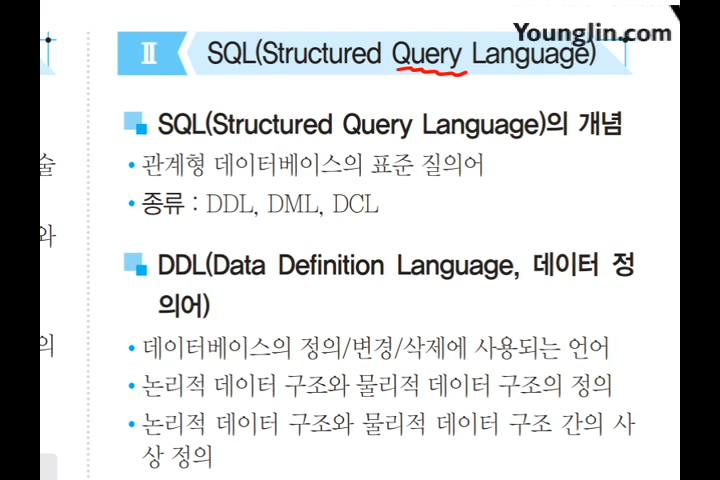 Younglin.com
Ⅱ SQL(Structured Query Language)
SQL(Structured Query Language)의 개념
• 관계형 데이터베이스의 표준 질의어
• 종류 : DDL, DML, DCL
DDL(Data Definition Language, 데이터 정
의어)
• 데이터베이스의 정의/변경/삭제에 사용되는 언어
• 논리적 데이터 구조와 물리적 데이터 구조의 정의
• 논리적 데이터 구조와 물리적 데이터 구조 간의 사
상 정의
술
와
의